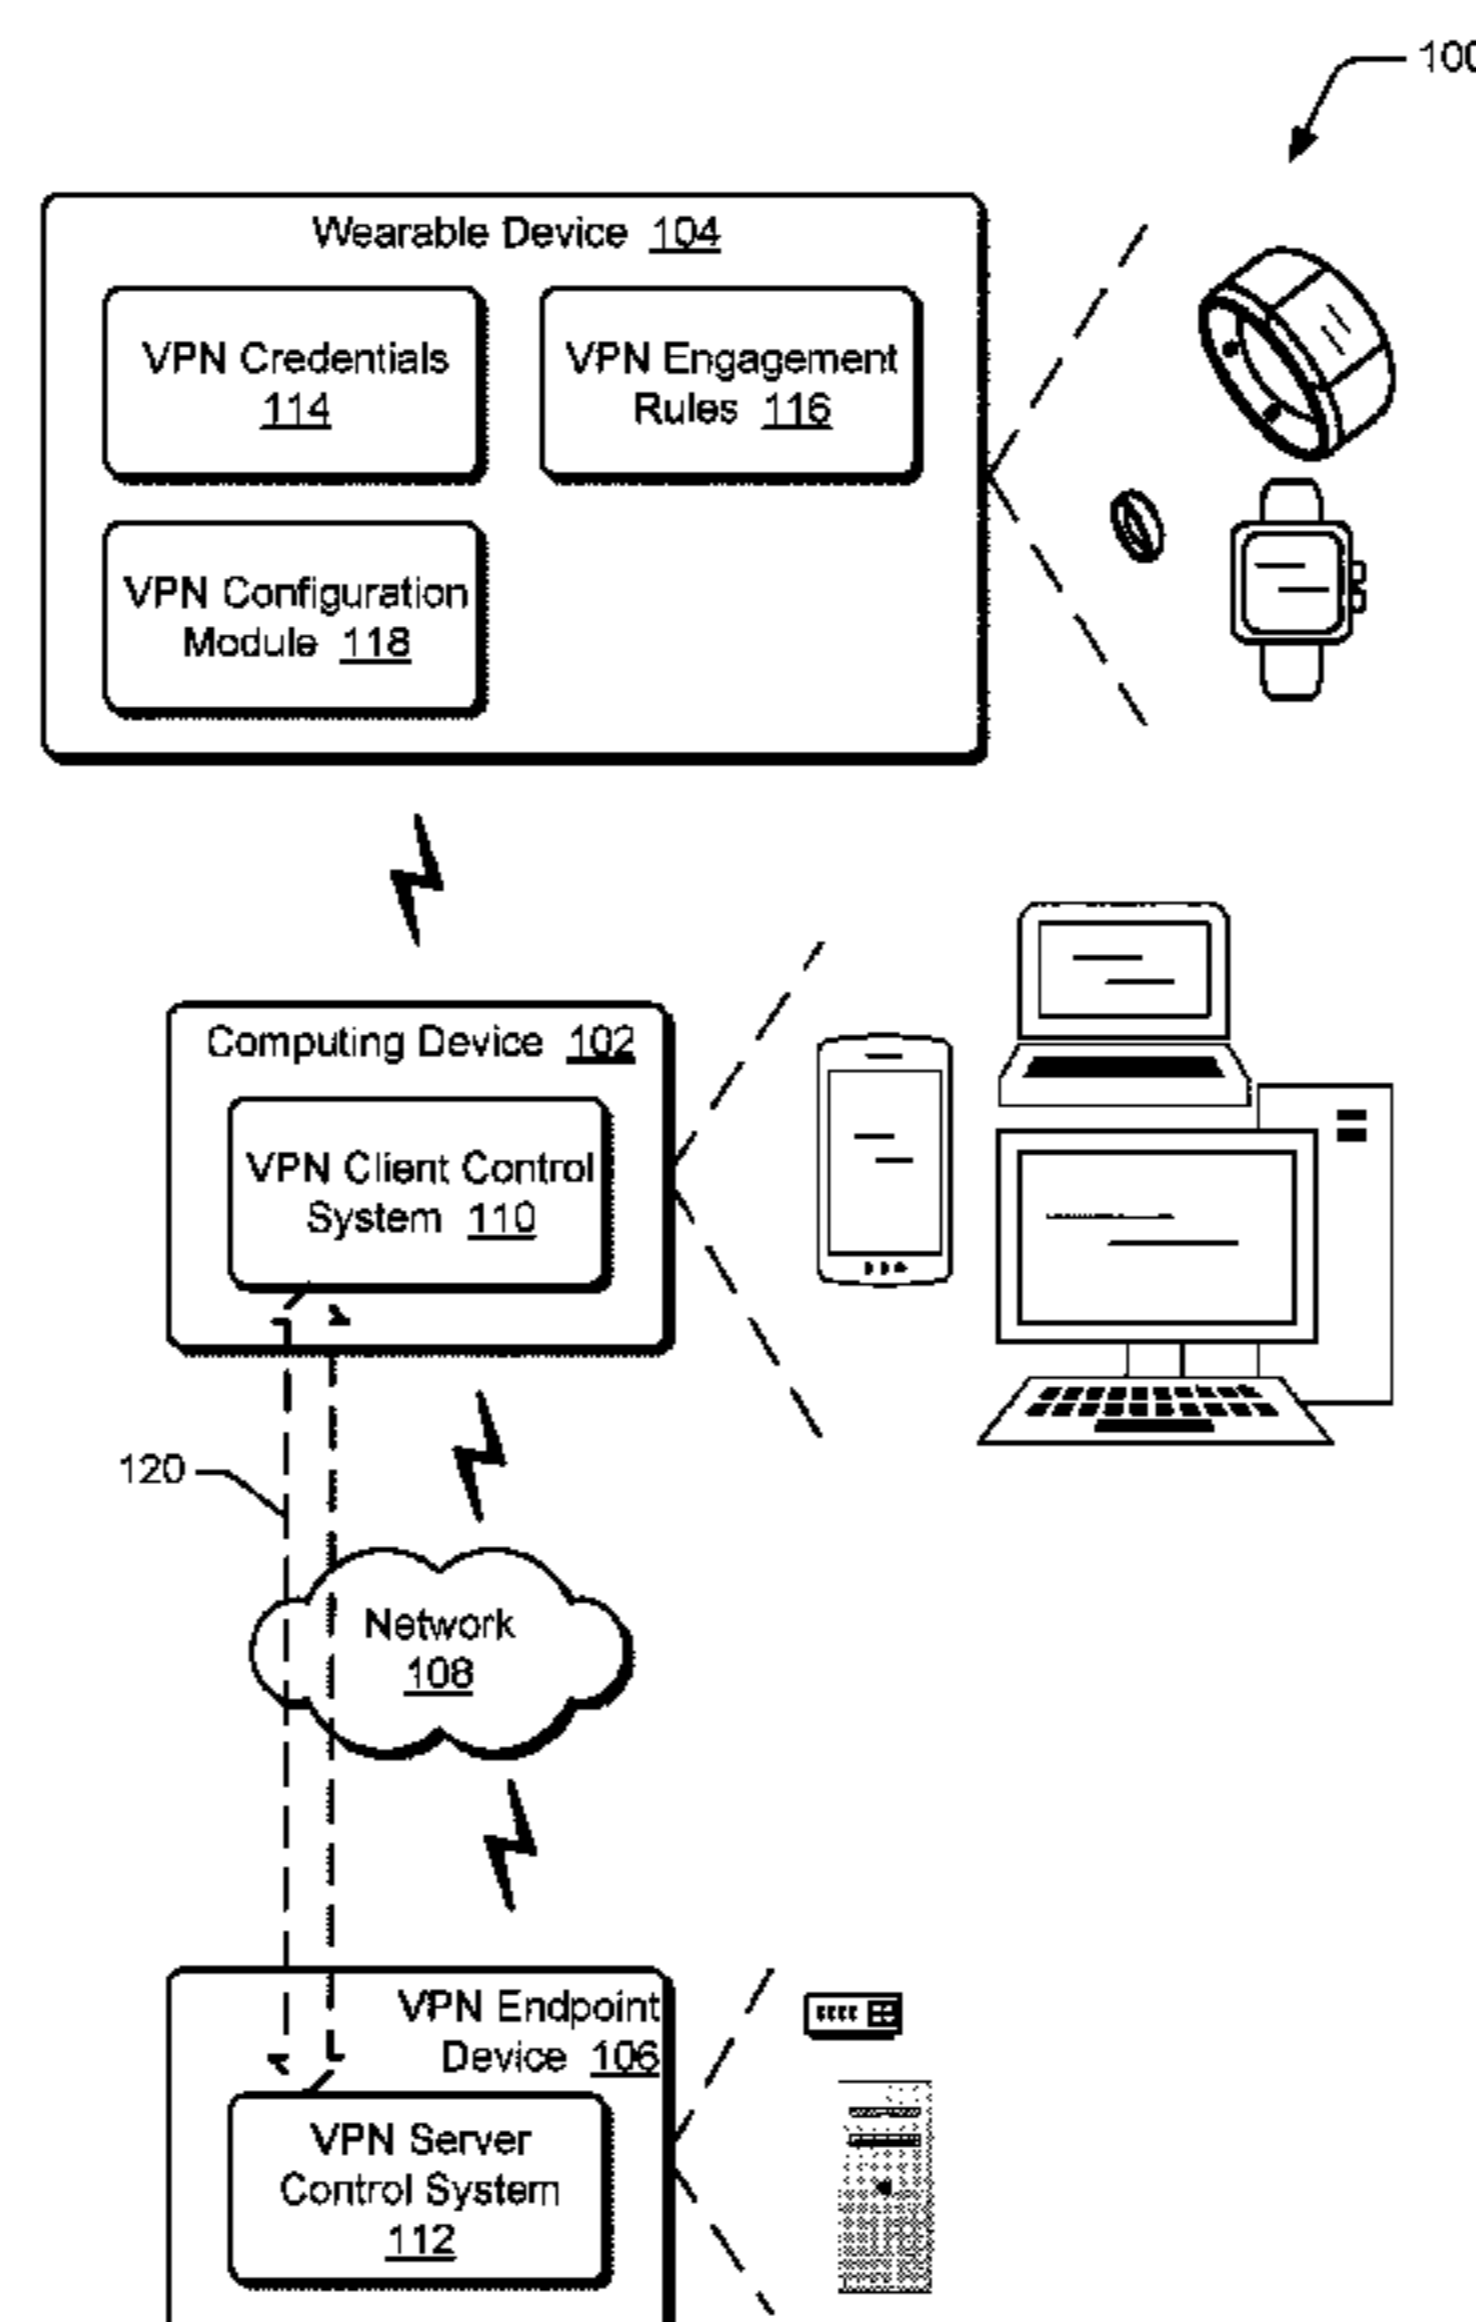 100
Wearable Device 104
VPN Credentials
114
VPN Engagement
Rules 116
VPN Configuration
Module 118
Computing Device 102
VPN Client Control
System 110
120
Network
108
VPN Endpoint
Device 106
VPN Server
Control System
112